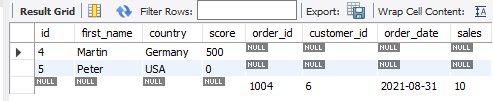 Result Grid Filter Rows: Export: Wrap Cell Content: IA
id first_name country score order_id customer_id order_date sales
4 Martin Germany 500 NULL NULL NULL NULL
5 Peter USA 0 NULL NULL NULL NULL
NULL NULL NULL NULL 1004 6 2021-08-31 10